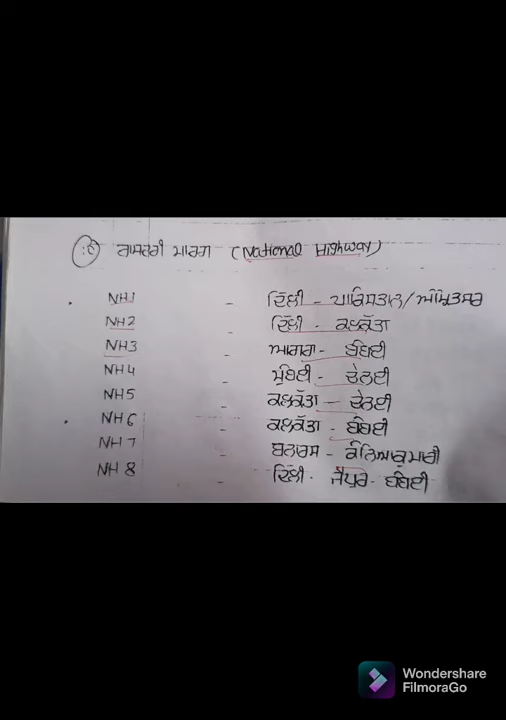 ਰਾਸਟਰੀ ਮਾਰਗ (National Highway)
NH1 - ਦਿੱਲੀ - ਪਾਕਿਸਤਾਨ/ਅੰਮ੍ਰਿਤਸਰ
NH2 - ਦਿੱਲੀ - ਕਲਕੱਤਾ
NH3 - ਆਗਰਾ - ਬੰਬਈ
NH4 - ਮੁੰਬਈ - ਚੇਨਈ
NH5 - ਕਲਕੱਤਾ - ਚੇਨਈ
NH6 - ਕਲਕੱਤਾ - ਬੰਬਈ
NH7 - ਬਨਾਰਸ - ਕੰਨਿਆਕੁਮਾਰੀ
NH8 - ਦਿੱਲੀ - ਜੈਪੁਰ - ਬੰਬਈ
Wondershare
FilmoraGo